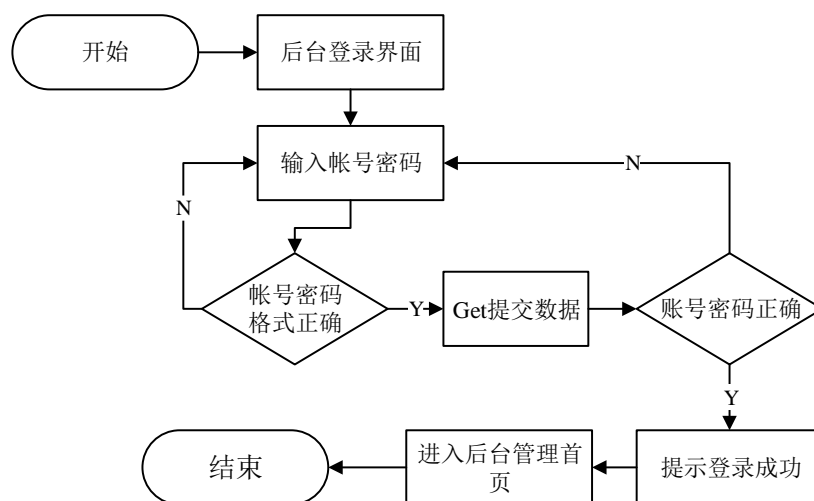 开始
后台登录界面
输入帐号密码
N
N
帐号密码
格式正确
Y
Get提交数据
账号密码正确
Y
结束
进入后台管理首
页
提示登录成功